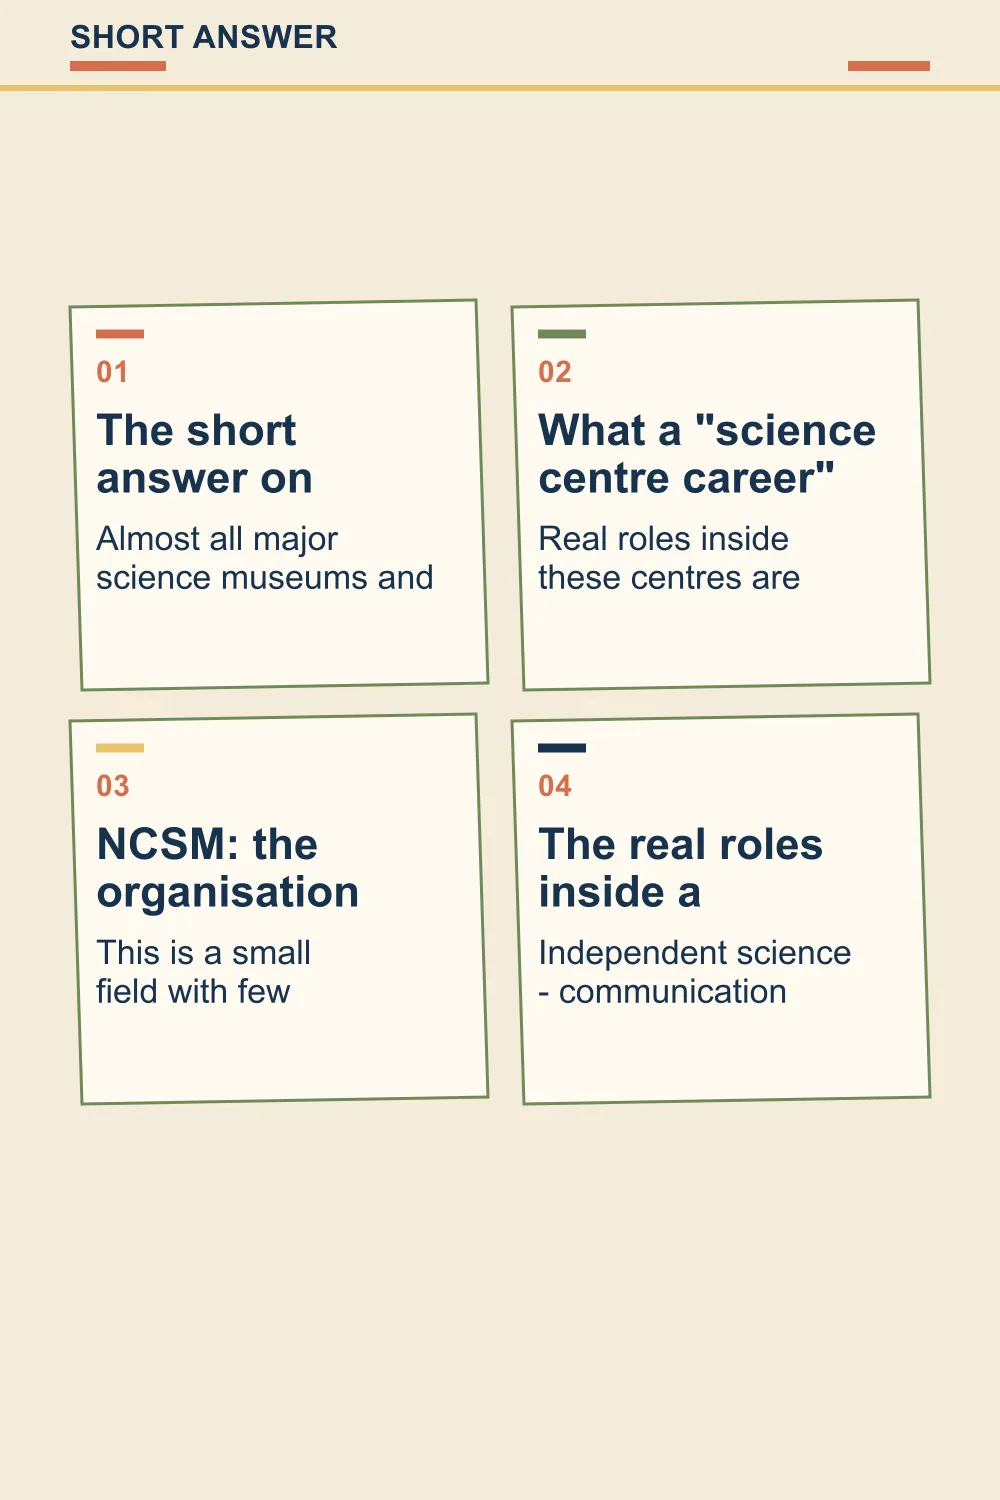 SHORT ANSWER
01
The short
answer on
Almost all major
science museums and
02
What a "science
centre career"
Real roles inside
these centres are
03
NCSM: the
organisation
This is a small
field with few
04
The real roles
inside a
Independent science
- communication